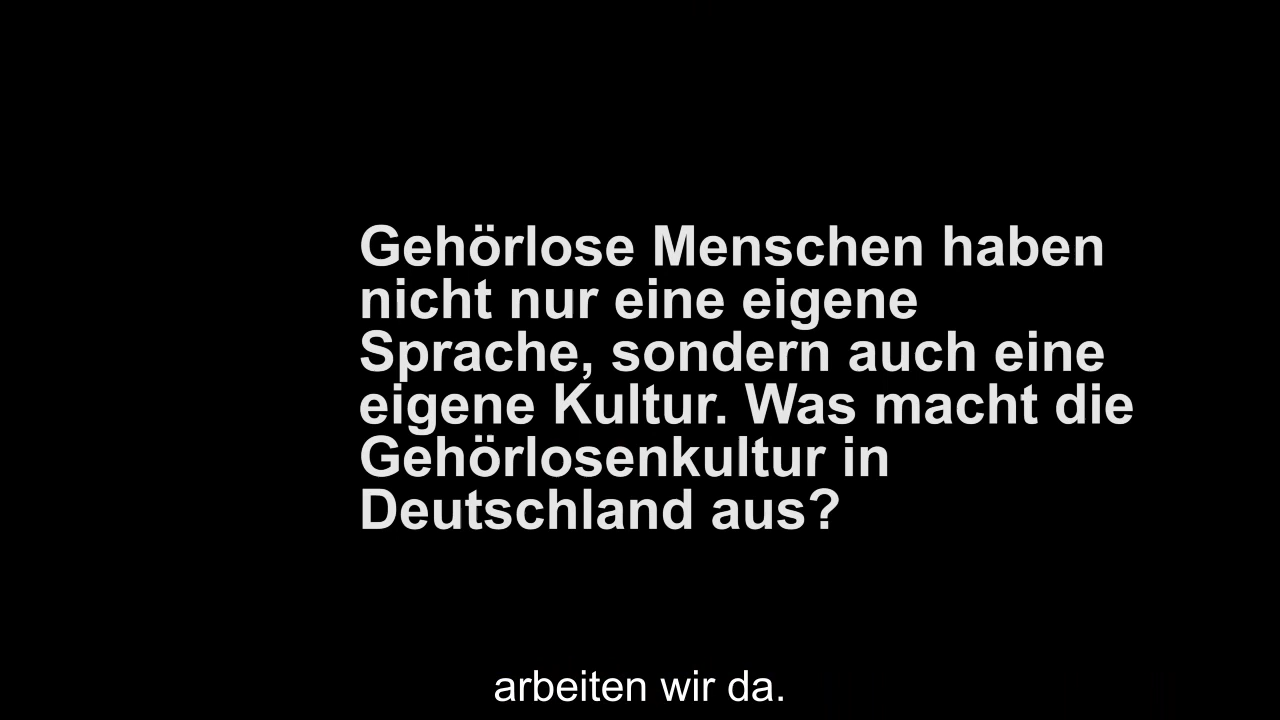 Gehörlose Menschen haben
nicht nur eine eigene
Sprache, sondern auch eine
eigene Kultur. Was macht die
Gehörlosenkultur in
Deutschland aus?
arbeiten wir da.